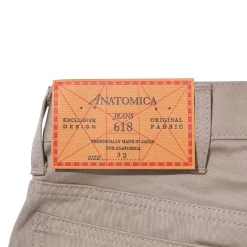 ANATOMICA
JEANS
EXCLUSIVE DESIGN
618
ORIGINAL FABRIC
TECHNICALLY MADE IN JAPAN
FOR ANATOMICA
SIZE: 32